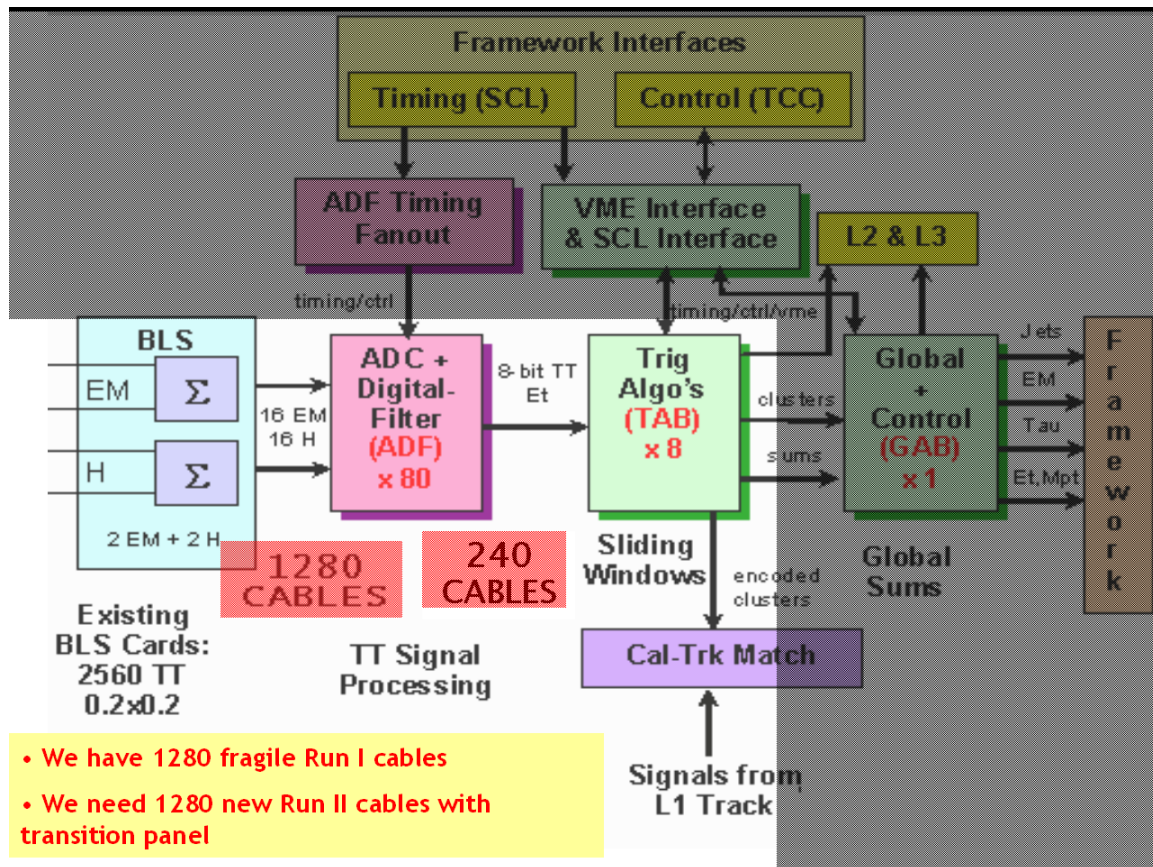 Framework Interfaces
Timing (SCL)
Control (TCC)
ADF Timing
Fanout
VME Interface
& SCL Interface
L2 & L3
timing/ctrl
timing/ctrl/vme
BLS
EM
Σ
H
Σ
2 EM + 2 H
16 EM
16 H
ADC +
Digital-
Filter
(ADF)
x 80
8-bit TT
Et
Trig
Algo's
(TAB)
x 8
clusters
sums
Global
+
Control
(GAB)
x 1
Jets
EM
Tau
Et,Mpt
Framework
1280
CABLES
240
CABLES
Sliding
Windows
encoded
clusters
Global
Sums
Existing
BLS Cards:
2560 TT
0.2x0.2
TT Signal
Processing
Cal-Trk Match
Signals from
L1 Track
• We have 1280 fragile Run I cables
• We need 1280 new Run II cables with
transition panel